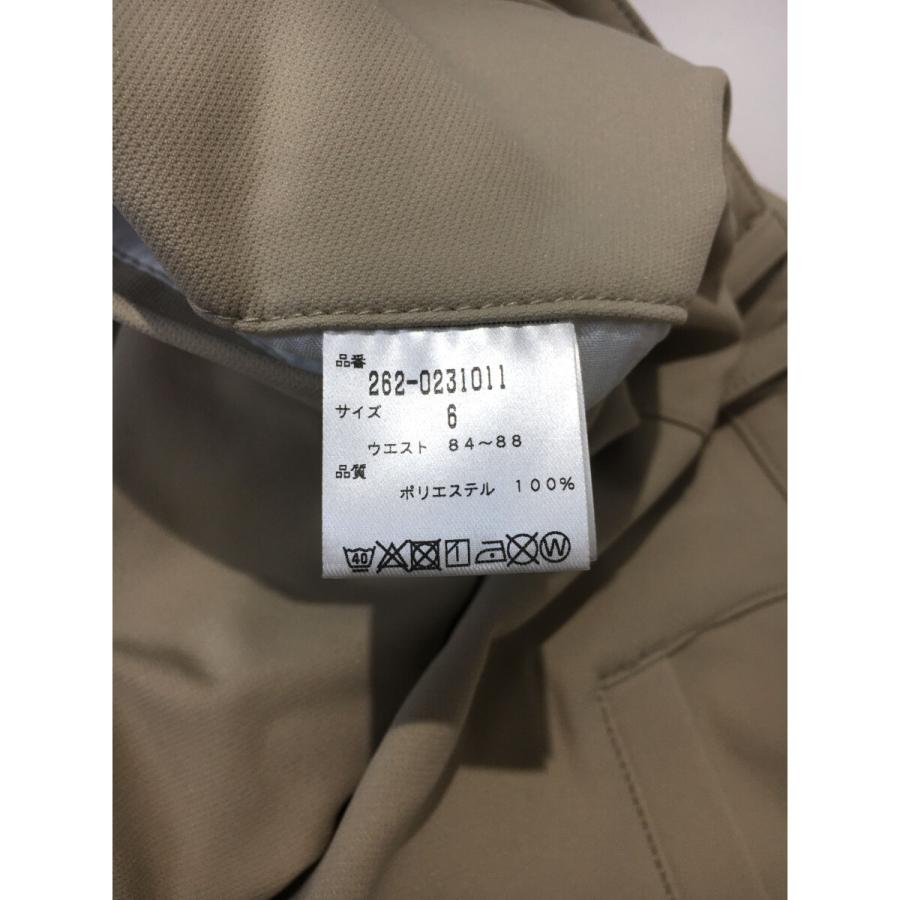 品番
262-0231011
サイズ 6
ウエスト 84〜88
品質
ポリエステル 100%
40 W